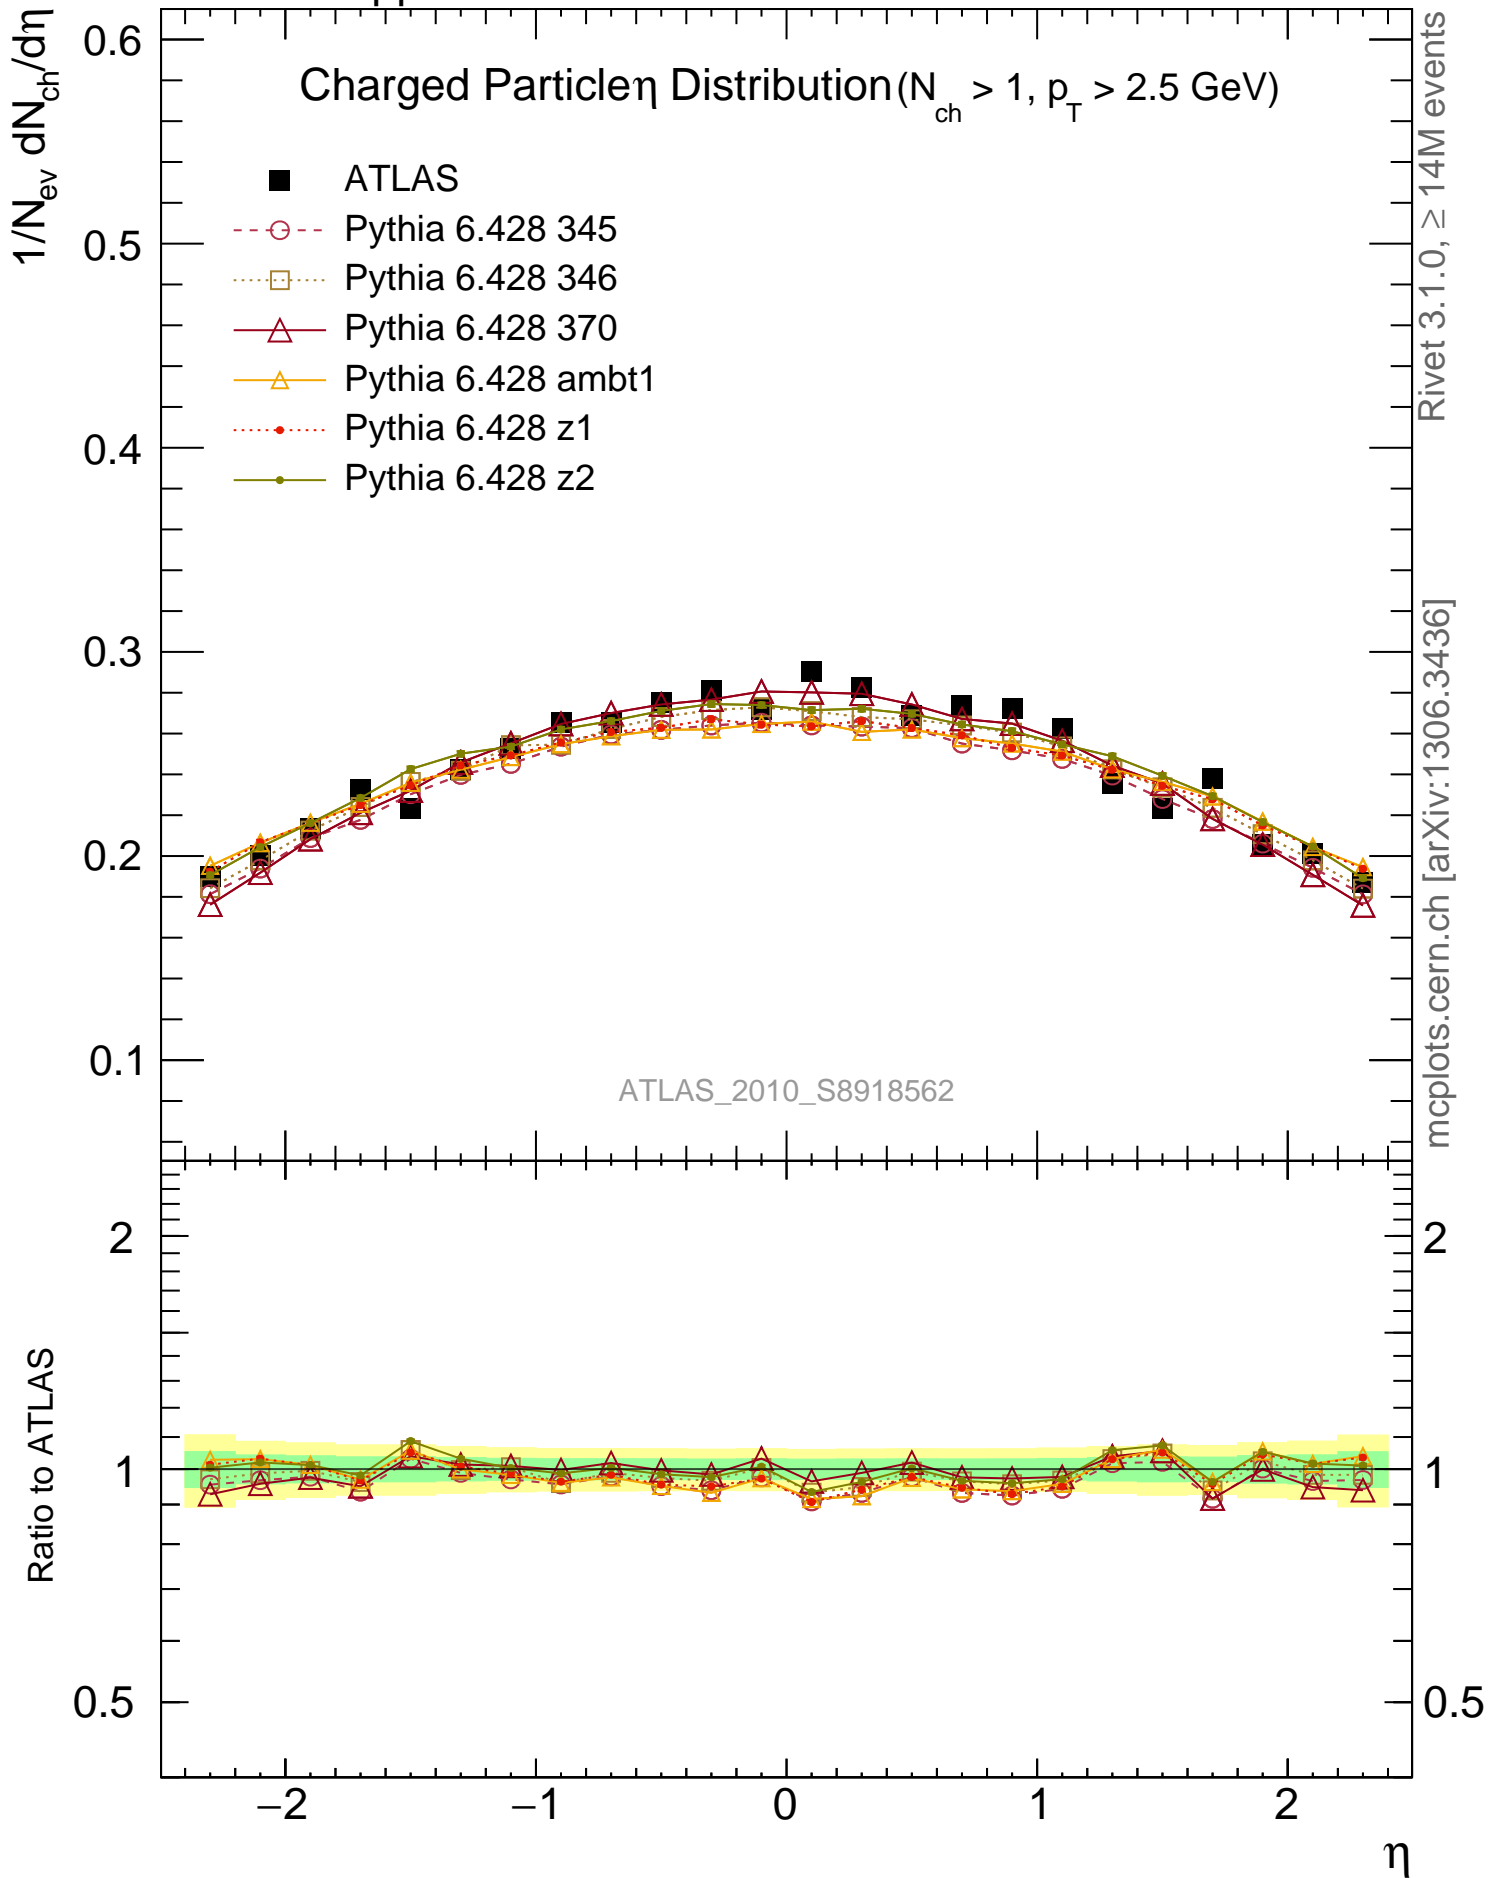 pp
1/N_ev dN_ch/dη
Charged Particle η Distribution (N_ch > 1, p_T > 2.5 GeV)
ATLAS
Pythia 6.428 345
Pythia 6.428 346
Pythia 6.428 370
Pythia 6.428 ambt1
Pythia 6.428 z1
Pythia 6.428 z2
0.6
0.5
0.4
0.3
0.2
0.1
ATLAS_2010_S8918562
Rivet 3.1.0, ≥ 14M events
mcplots.cern.ch [arXiv:1306.3436]
Ratio to ATLAS
2
1
0.5
2
1
0.5
−2 −1 0 1 2
η